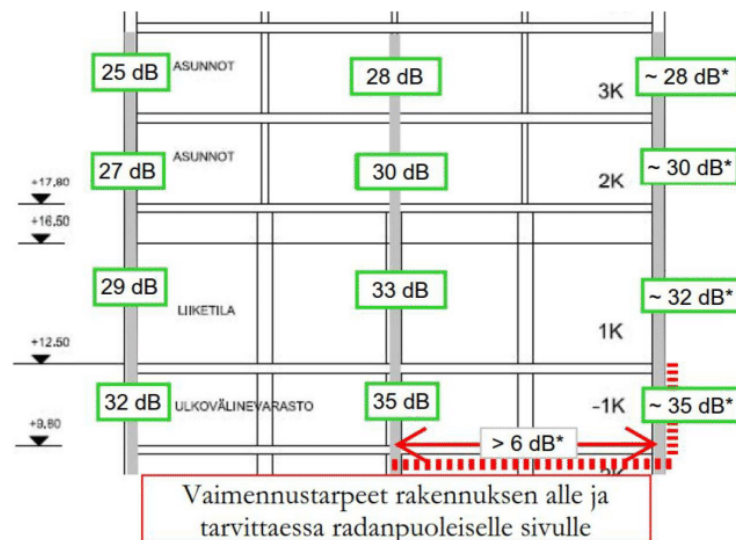 25 dB
ASUNNOT
28 dB
3K
~ 28 dB*
27 dB
ASUNNOT
30 dB
2K
~ 30 dB*
+17.80
+16.50
29 dB
LIIKETILA
33 dB
1K
~ 32 dB*
+12.50
32 dB
ULKOVÄLINEVARASTO
35 dB
-1K
~ 35 dB*
+9.80
> 6 dB*
Vaimennustarpeet rakennuksen alle ja
tarvittaessa radanpuoleiselle sivulle